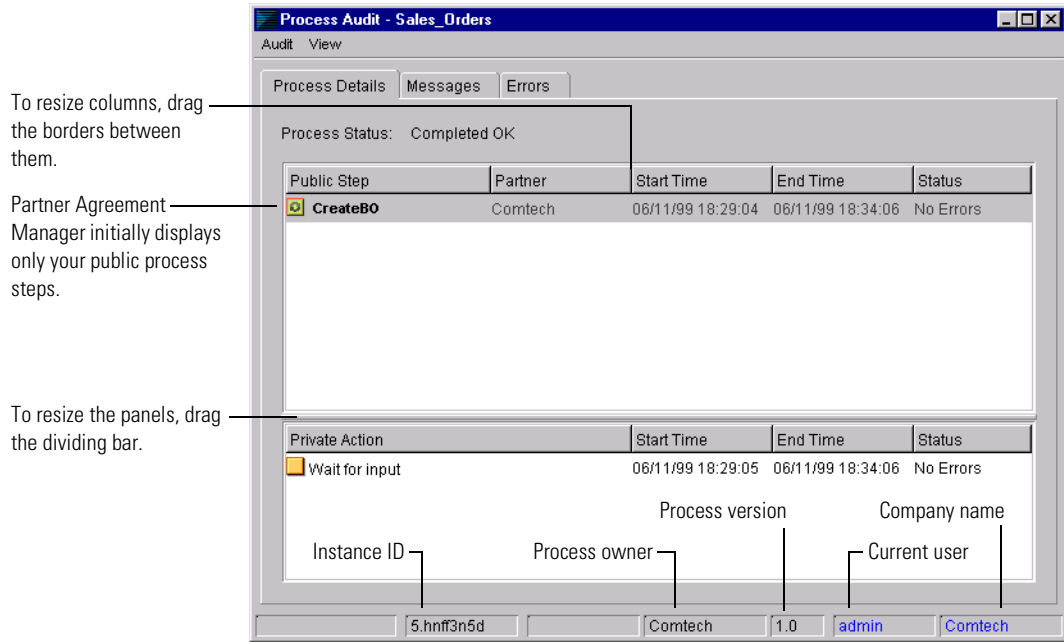 Process Audit - Sales_Orders
Audit View
Process Details Messages Errors
To resize columns, drag
the borders between
them.
Process Status: Completed OK
Public Step Partner Start Time End Time Status
CreateBO Comtech 06/11/99 18:29:04 06/11/99 18:34:06 No Errors
Partner Agreement
Manager initially displays
only your public process
steps.
To resize the panels, drag
the dividing bar.
Private Action Start Time End Time Status
Wait for input 06/11/99 18:29:05 06/11/99 18:34:06 No Errors
Process version Company name
Instance ID Process owner Current user
5.hnff3n5d Comtech 1.0 admin Comtech